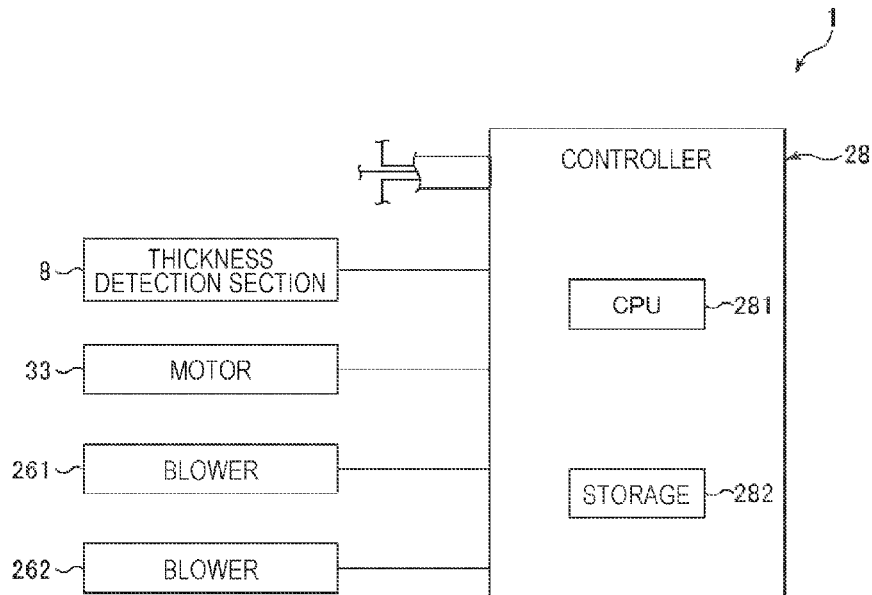 1
CONTROLLER
28
8
THICKNESS
DETECTION SECTION
CPU
281
33
MOTOR
261
BLOWER
STORAGE
282
262
BLOWER